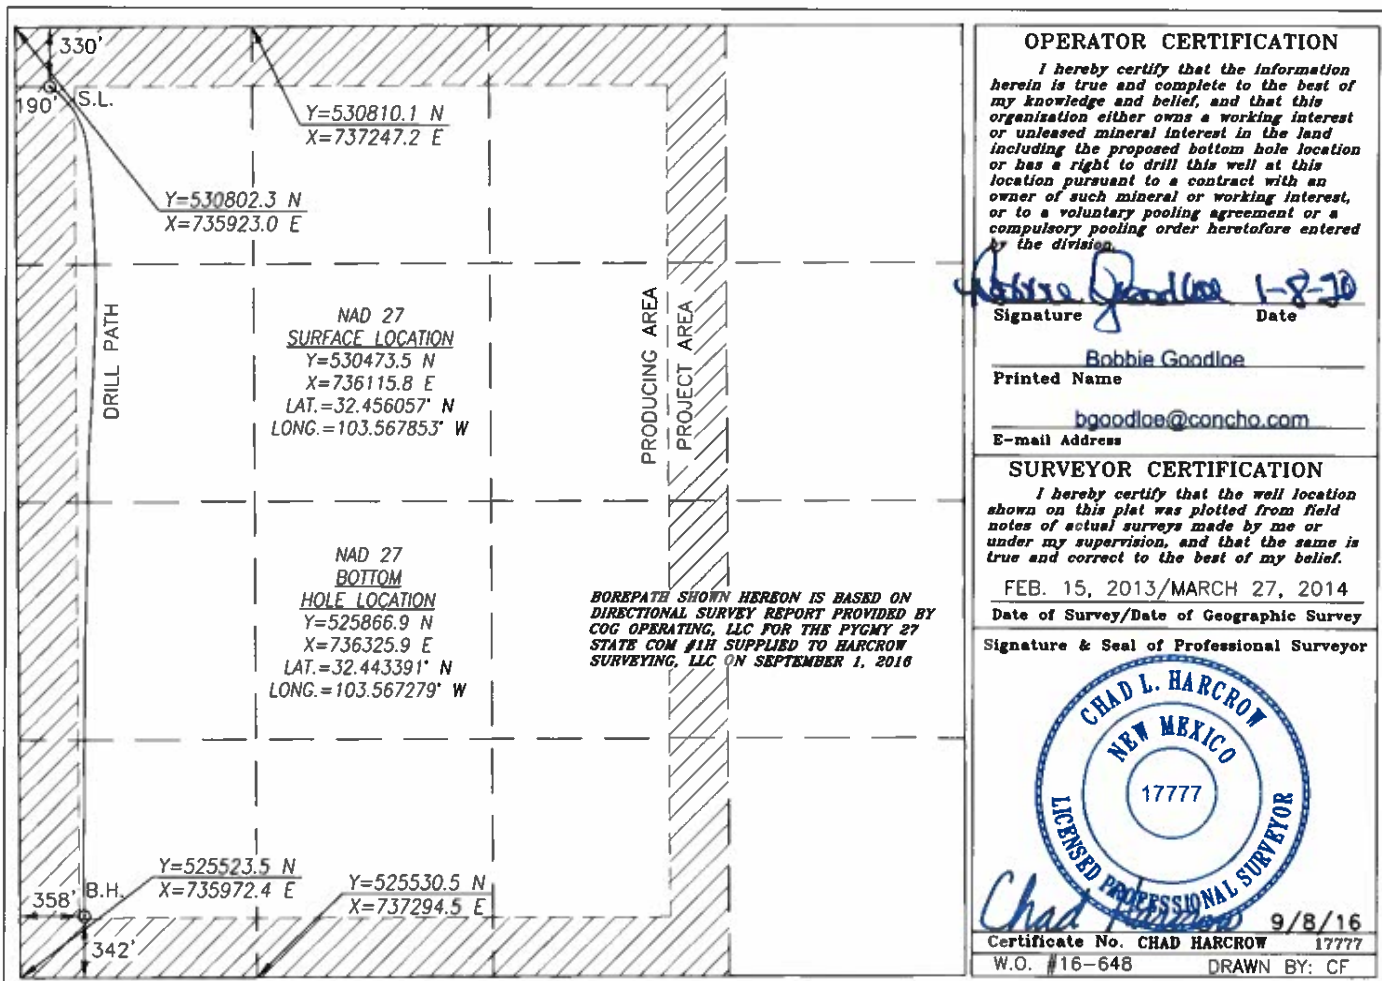 330'
190' S.L.
Y=530810.1 N
X=737247.2 E
Y=530802.3 N
X=735923.0 E
DRILL PATH
NAD 27
SURFACE LOCATION
Y=530473.5 N
X=736115.8 E
LAT.=32.456057° N
LONG.=103.567853° W
PRODUCING AREA
PROJECT AREA
NAD 27
BOTTOM
HOLE LOCATION
Y=525866.9 N
X=736325.9 E
LAT.=32.443391° N
LONG.=103.567279° W
BOREPATH SHOWN HEREON IS BASED ON
DIRECTIONAL SURVEY REPORT PROVIDED BY
COG OPERATING, LLC FOR THE PYGMY 27
STATE COM #1H SUPPLIED TO HARCROW
SURVEYING, LLC ON SEPTEMBER 1, 2016
Y=525523.5 N
X=735972.4 E
Y=525530.5 N
X=737294.5 E
358' B.H.
342'
OPERATOR CERTIFICATION
I hereby certify that the information
herein is true and complete to the best of
my knowledge and belief, and that this
organization either owns a working interest
or unleased mineral interest in the land
including the proposed bottom hole location
or has a right to drill this well at this
location pursuant to a contract with an
owner of such mineral or working interest,
or to a voluntary pooling agreement or a
compulsory pooling order heretofore entered
by the division.
Bobbie Goodloe 1-8-20
Signature Date
Bobbie Goodloe
Printed Name
bgoodloe@concho.com
E-mail Address
SURVEYOR CERTIFICATION
I hereby certify that the well location
shown on this plat was plotted from field
notes of actual surveys made by me or
under my supervision, and that the same is
true and correct to the best of my belief.
FEB. 15, 2013/MARCH 27, 2014
Date of Survey/Date of Geographic Survey
Signature & Seal of Professional Surveyor
CHAD L. HARCROW
NEW MEXICO
17777
LICENSED PROFESSIONAL SURVEYOR
Chad Harcrow 9/8/16
Certificate No. CHAD HARCROW 17777
W.O. #16-648 DRAWN BY: CF